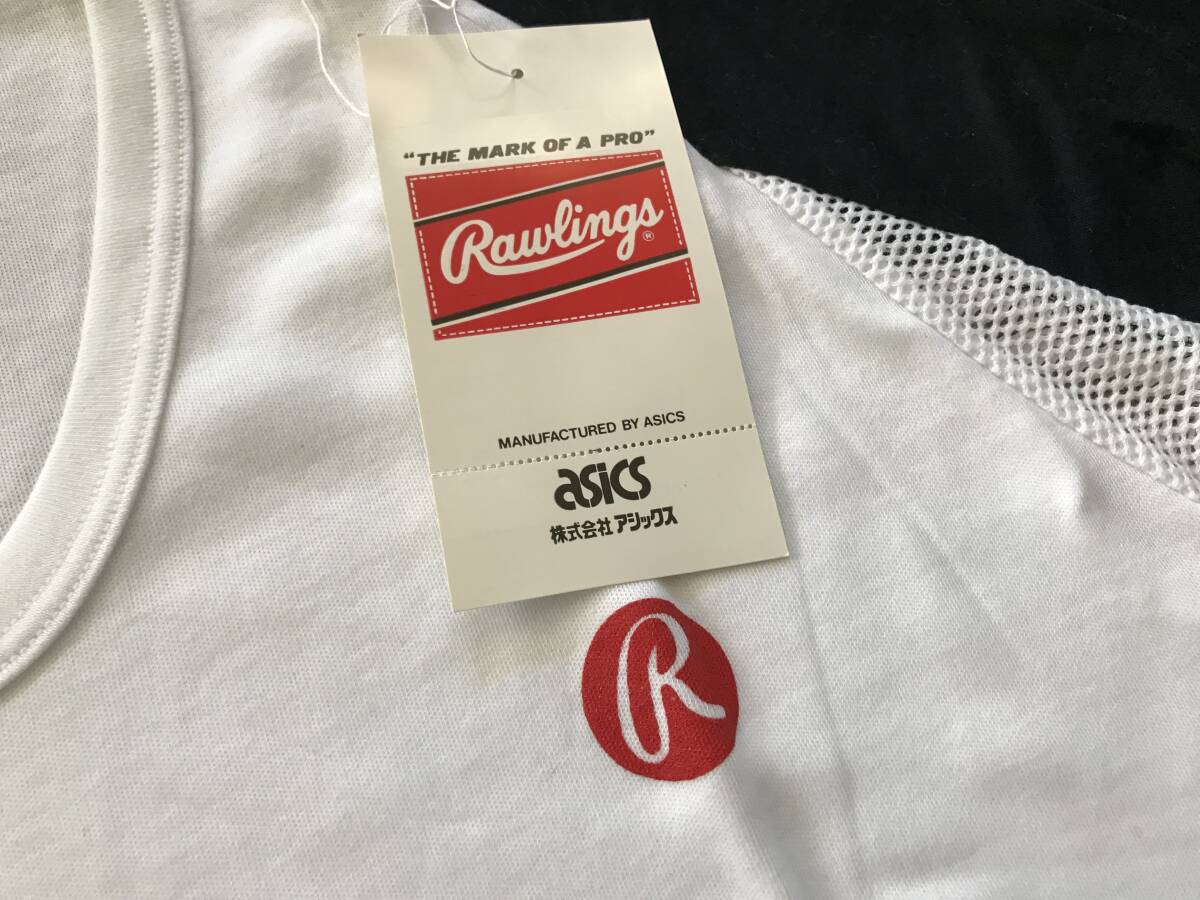 "THE MARK OF A PRO"
Rawlings®
MANUFACTURED BY ASICS
asics
株式会社 アシックス
R